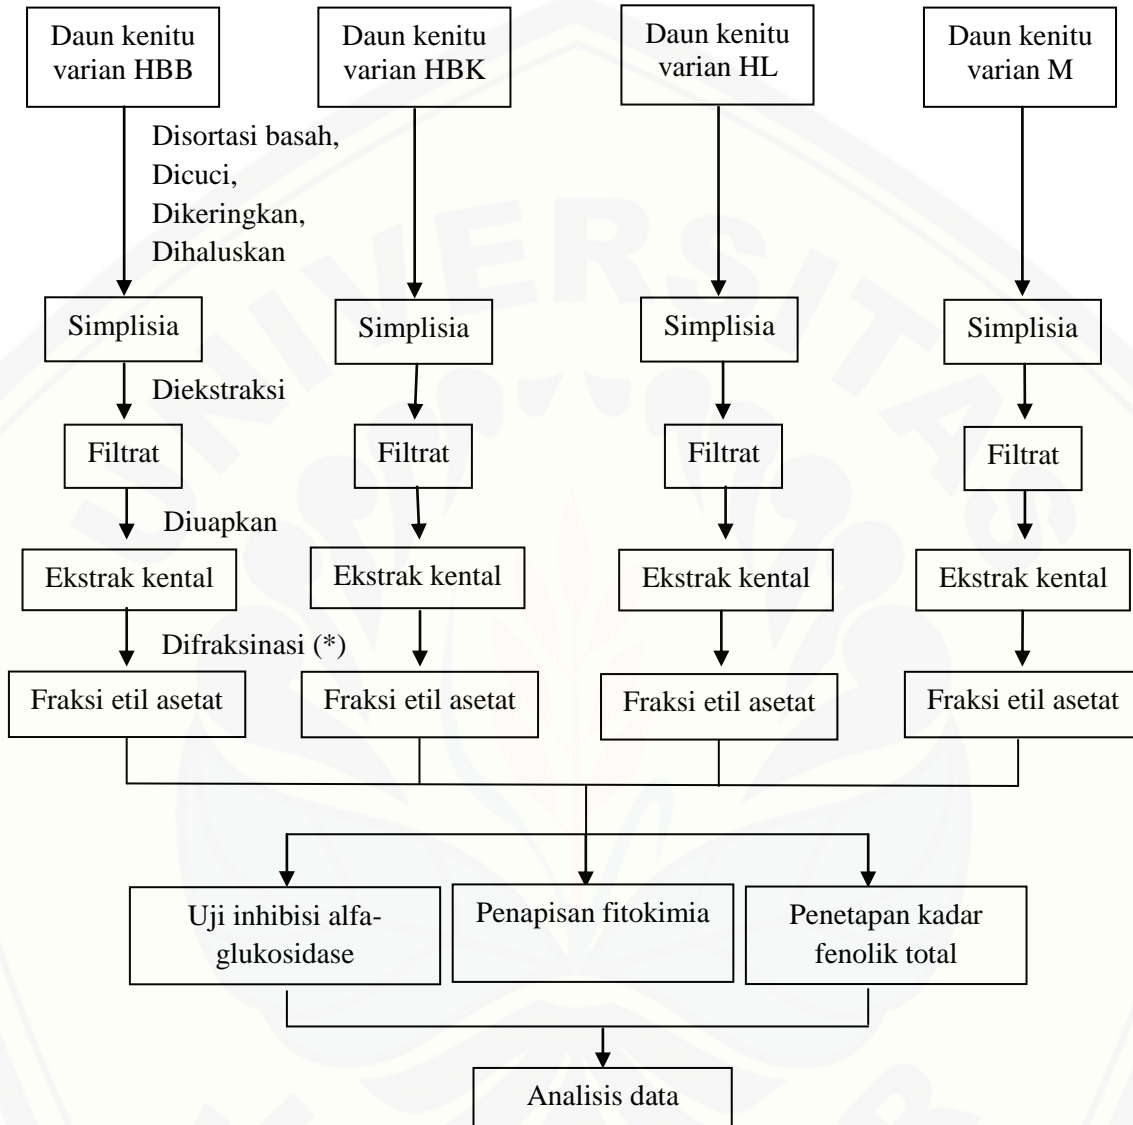 Daun kenitu
varian HBB
Daun kenitu
varian HBK
Daun kenitu
varian HL
Daun kenitu
varian M
Disortasi basah,
Dicuci,
Dikeringkan,
Dihaluskan
Simplisia
Simplisia
Simplisia
Simplisia
Diekstraksi
Filtrat
Filtrat
Filtrat
Filtrat
Diuapkan
Ekstrak kental
Ekstrak kental
Ekstrak kental
Ekstrak kental
Difraksinasi (*)
Fraksi etil asetat
Fraksi etil asetat
Fraksi etil asetat
Fraksi etil asetat
Uji inhibisi alfa-
glukosidase
Penapisan fitokimia
Penetapan kadar
fenolik total
Analisis data
UNIVERSITAS